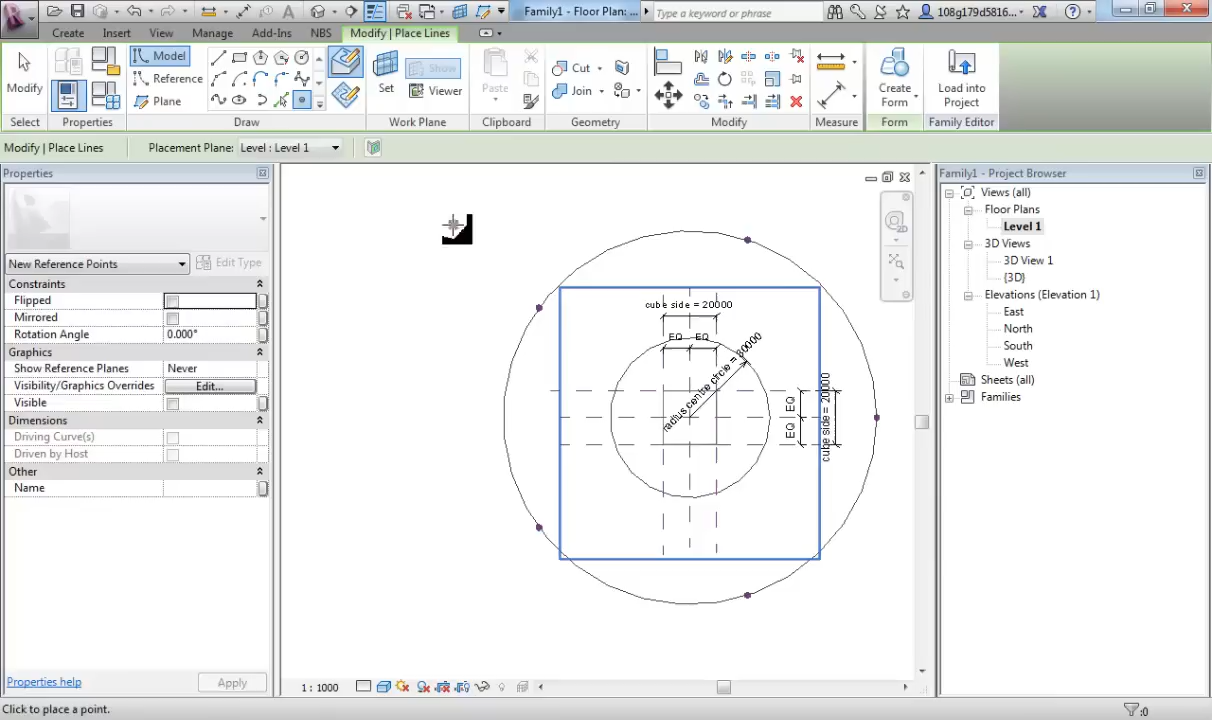 Family1 - Floor Plan: ...
Type a keyword or phrase
108g179d5816...
Create Insert View Manage Add-Ins NBS Modify | Place Lines
Modify
Model
Reference
Plane
Set
Show
Viewer
Paste
Cut
Join
Create Form
Load into Project
Select Properties Draw Work Plane Clipboard Geometry Modify Measure Form Family Editor
Modify | Place Lines Placement Plane: Level : Level 1
Properties
New Reference Points Edit Type
Constraints
Flipped
Mirrored
Rotation Angle 0.000°
Graphics
Show Reference Planes Never
Visibility/Graphics Overrides Edit...
Visible
Dimensions
Driving Curve(s)
Driven by Host
Other
Name
Properties help Apply
cube side = 20000
EQ EQ
radius centre circle = 30000
EQ
EQ
cube side = 20000
2D
1 : 1000
Family1 - Project Browser
Views (all)
Floor Plans
Level 1
3D Views
3D View 1
{3D}
Elevations (Elevation 1)
East
North
South
West
Sheets (all)
Families
Click to place a point.
:0